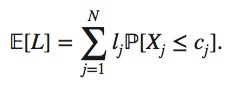 𝔼[L] = ∑_{j=1}^{N} l_j ℙ[X_j ≤ c_j].